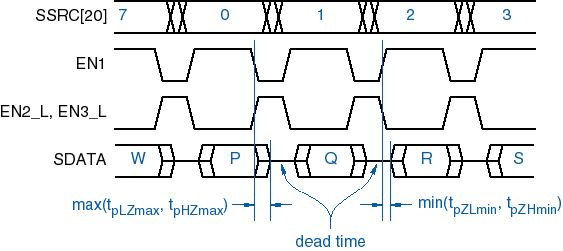 SSRC[20] 7 0 1 2 3
EN1
EN2_L, EN3_L
SDATA W P Q R S
max(tpLZmax, tpHZmax) min(tpZLmin, tpZHmin)
dead time